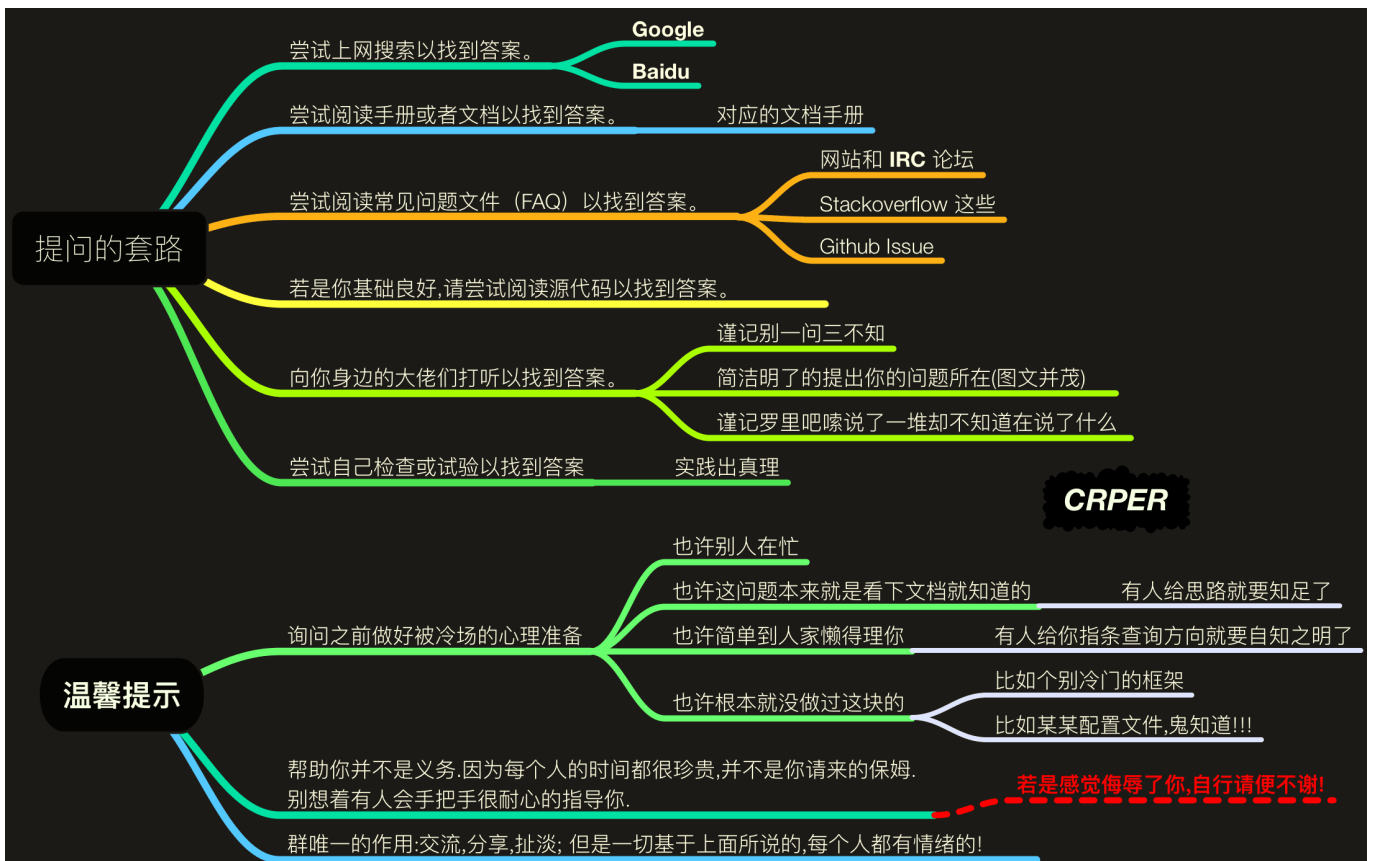 提问的套路
尝试上网搜索以找到答案。
Google
Baidu
尝试阅读手册或者文档以找到答案。
对应的文档手册
尝试阅读常见问题文件（FAQ）以找到答案。
网站和 IRC 论坛
Stackoverflow 这些
Github Issue
若是你基础良好,请尝试阅读源代码以找到答案。
向你身边的大佬们打听以找到答案。
谨记别一问三不知
简洁明了的提出你的问题所在(图文并茂)
谨记罗里吧嗦说了一堆却不知道在说了什么
尝试自己检查或试验以找到答案
实践出真理
CRPER
温馨提示
询问之前做好被冷场的心理准备
也许别人在忙
也许这问题本来就是看下文档就知道的
有人给思路就要知足了
也许简单到人家懒得理你
有人给你指条查询方向就要自知之明了
也许根本就没做过这块的
比如个别冷门的框架
比如某某配置文件,鬼知道!!!
帮助你并不是义务.因为每个人的时间都很珍贵,并不是你请来的保姆.
别想着有人会手把手很耐心的指导你.
若是感觉侮辱了你,自行请便不谢!
群唯一的作用:交流,分享,扯淡; 但是一切基于上面所说的,每个人都有情绪的!